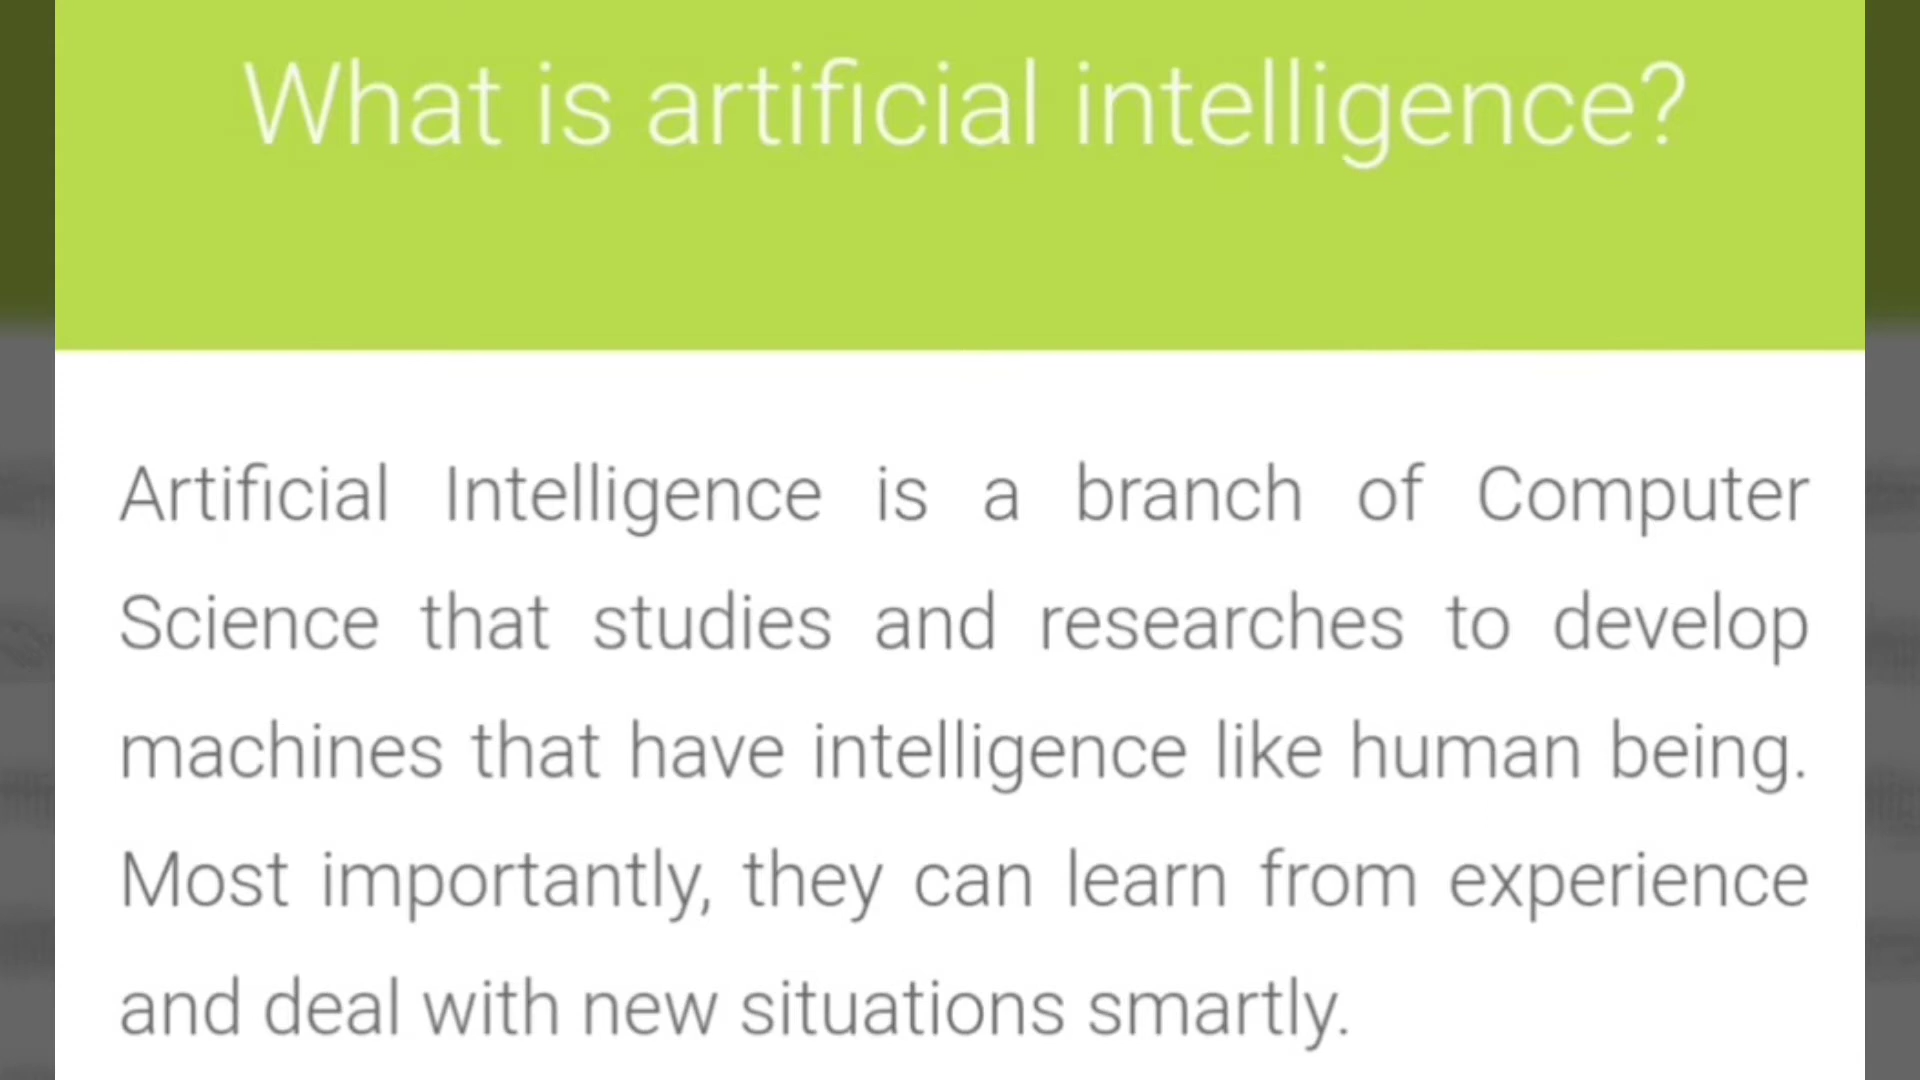 What is artificial intelligence?
Artificial Intelligence is a branch of Computer
Science that studies and researches to develop
machines that have intelligence like human being.
Most importantly, they can learn from experience
and deal with new situations smartly.